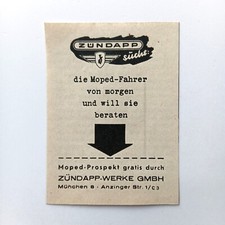 ZÜNDAPP
sucht
die Moped-Fahrer
von morgen
und will sie
beraten
Moped-Prospekt gratis durch
ZÜNDAPP-WERKE GMBH
München 8 · Anzinger Str. 1/C3